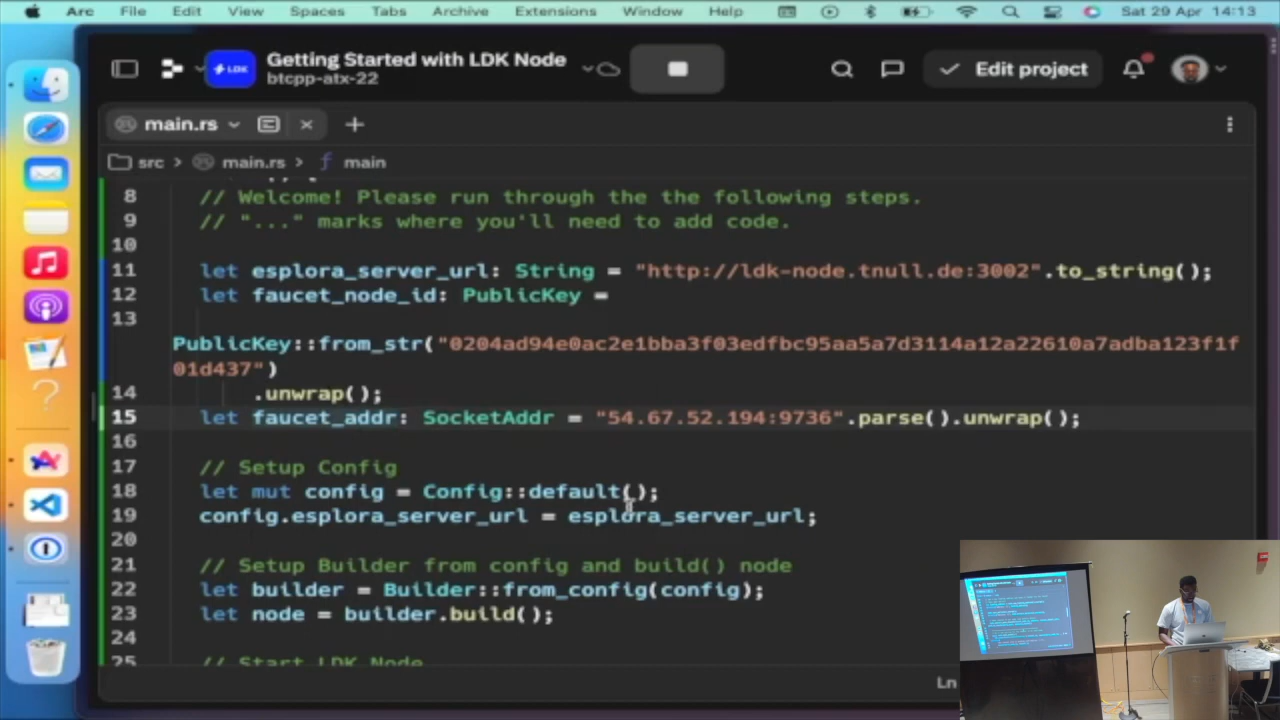 Arc File Edit View Spaces Tabs Archive Extensions Window Help Sat 29 Apr 14:13
LDK Getting Started with LDK Node
btcpp-atx-22
Edit project
main.rs
src > main.rs > f main
8 // Welcome! Please run through the the following steps.
9 // "..." marks where you'll need to add code.
10
11 let esplora_server_url: String = "http://ldk-node.tnull.de:3002".to_string();
12 let faucet_node_id: PublicKey =
13
PublicKey::from_str("0204ad94e0ac2e1bba3f03edfbc95aa5a7d3114a12a22610a7adba123f1f
01d437")
14 .unwrap();
15 let faucet_addr: SocketAddr = "54.67.52.194:9736".parse().unwrap();
16
17 // Setup Config
18 let mut config = Config::default();
19 config.esplora_server_url = esplora_server_url;
20
21 // Setup Builder from config and build() node
22 let builder = Builder::from_config(config);
23 let node = builder.build();
24
25 // Start LDK Node
Ln